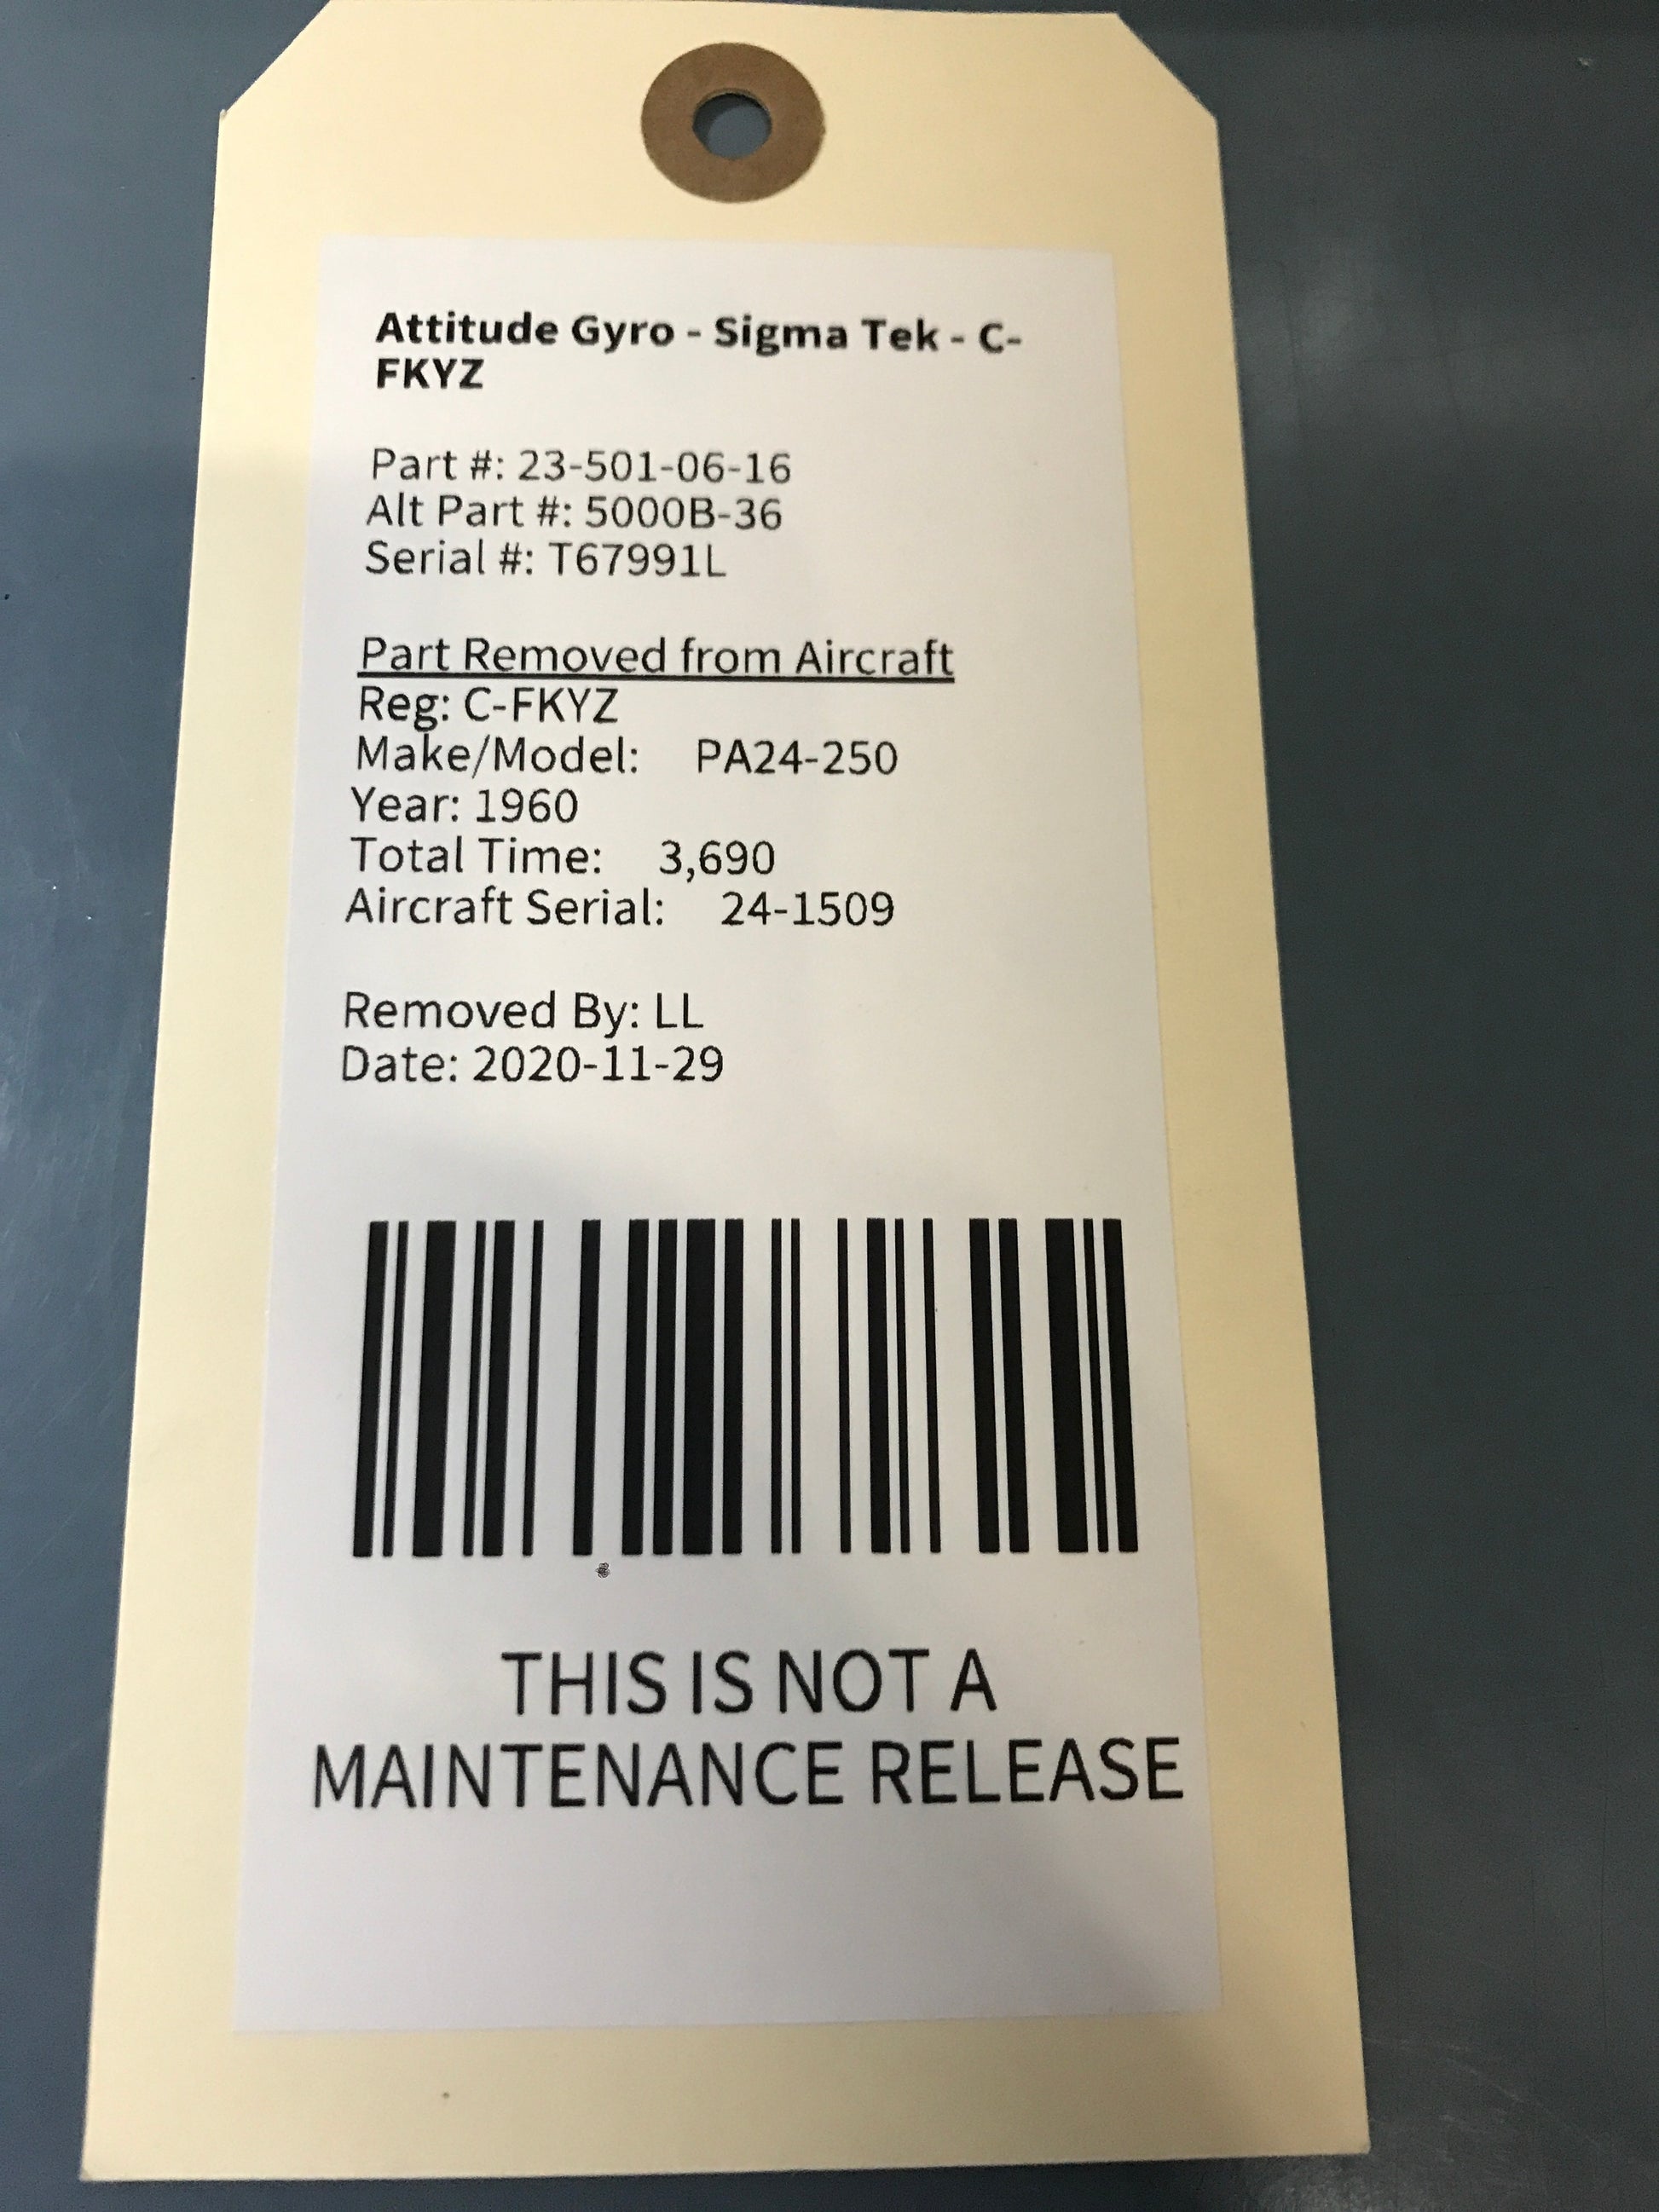 Attitude Gyro - Sigma Tek - C-
FKYZ
Part #: 23-501-06-16
Alt Part #: 5000B-36
Serial #: T67991L
Part Removed from Aircraft
Reg: C-FKYZ
Make/Model: PA24-250
Year: 1960
Total Time: 3,690
Aircraft Serial: 24-1509
Removed By: LL
Date: 2020-11-29
THIS IS NOT A
MAINTENANCE RELEASE